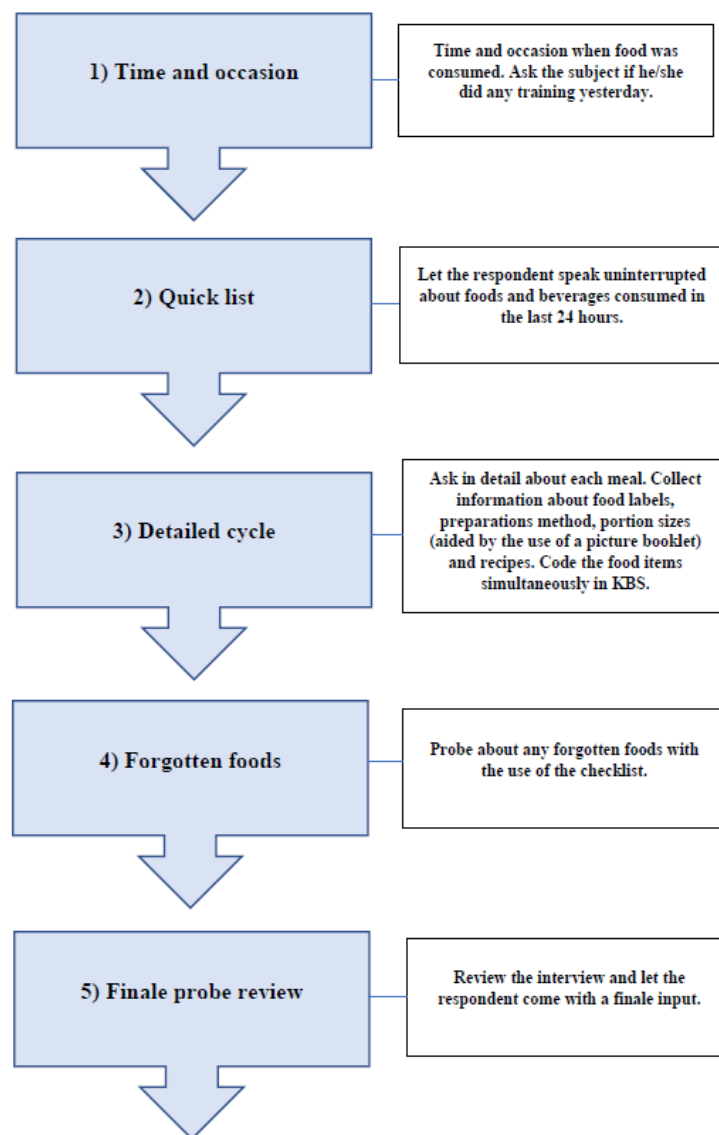 1) Time and occasion
Time and occasion when food was
consumed. Ask the subject if he/she
did any training yesterday.
2) Quick list
Let the respondent speak uninterrupted
about foods and beverages consumed in
the last 24 hours.
3) Detailed cycle
Ask in detail about each meal. Collect
information about food labels,
preparations method, portion sizes
(aided by the use of a picture booklet)
and recipes. Code the food items
simultaneously in KBS.
4) Forgotten foods
Probe about any forgotten foods with
the use of the checklist.
5) Finale probe review
Review the interview and let the
respondent come with a finale input.